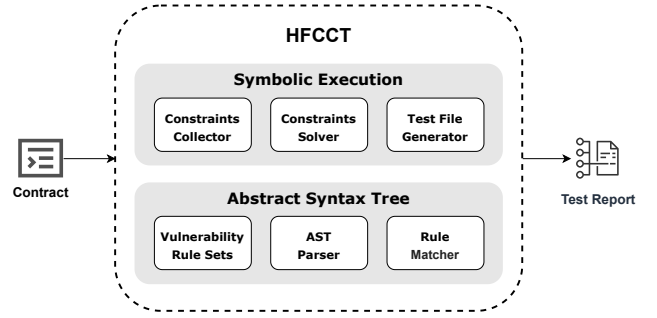 HFCCT
Symbolic Execution
Constraints
Collector
Constraints
Solver
Test File
Generator
Contract
Test Report
Abstract Syntax Tree
Vulnerability
Rule Sets
AST
Parser
Rule
Matcher